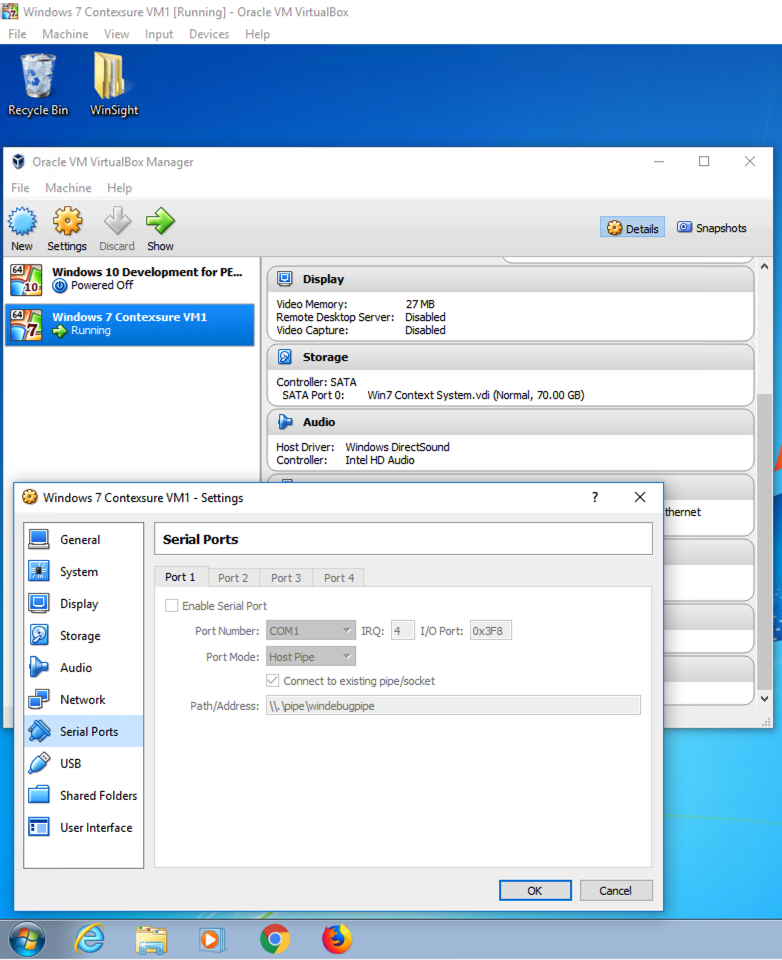 Windows 7 Contexsure VM1 [Running] - Oracle VM VirtualBox
File Machine View Input Devices Help
Recycle Bin WinSight
Oracle VM VirtualBox Manager
File Machine Help
New Settings Discard Show Details Snapshots
64 10 Windows 10 Development for PE...
Powered Off
64 7 Windows 7 Contexsure VM1
Running
Display
Video Memory: 27 MB
Remote Desktop Server: Disabled
Video Capture: Disabled
Storage
Controller: SATA
SATA Port 0: Win7 Context System.vdi (Normal, 70.00 GB)
Audio
Host Driver: Windows DirectSound
Controller: Intel HD Audio
thernet
Windows 7 Contexsure VM1 - Settings ?
General
System
Display
Storage
Audio
Network
Serial Ports
USB
Shared Folders
User Interface
Serial Ports
Port 1 Port 2 Port 3 Port 4
Enable Serial Port
Port Number: COM1 IRQ: 4 I/O Port: 0x3F8
Port Mode: Host Pipe
Connect to existing pipe/socket
Path/Address: \\.\pipe\windebugpipe
OK Cancel